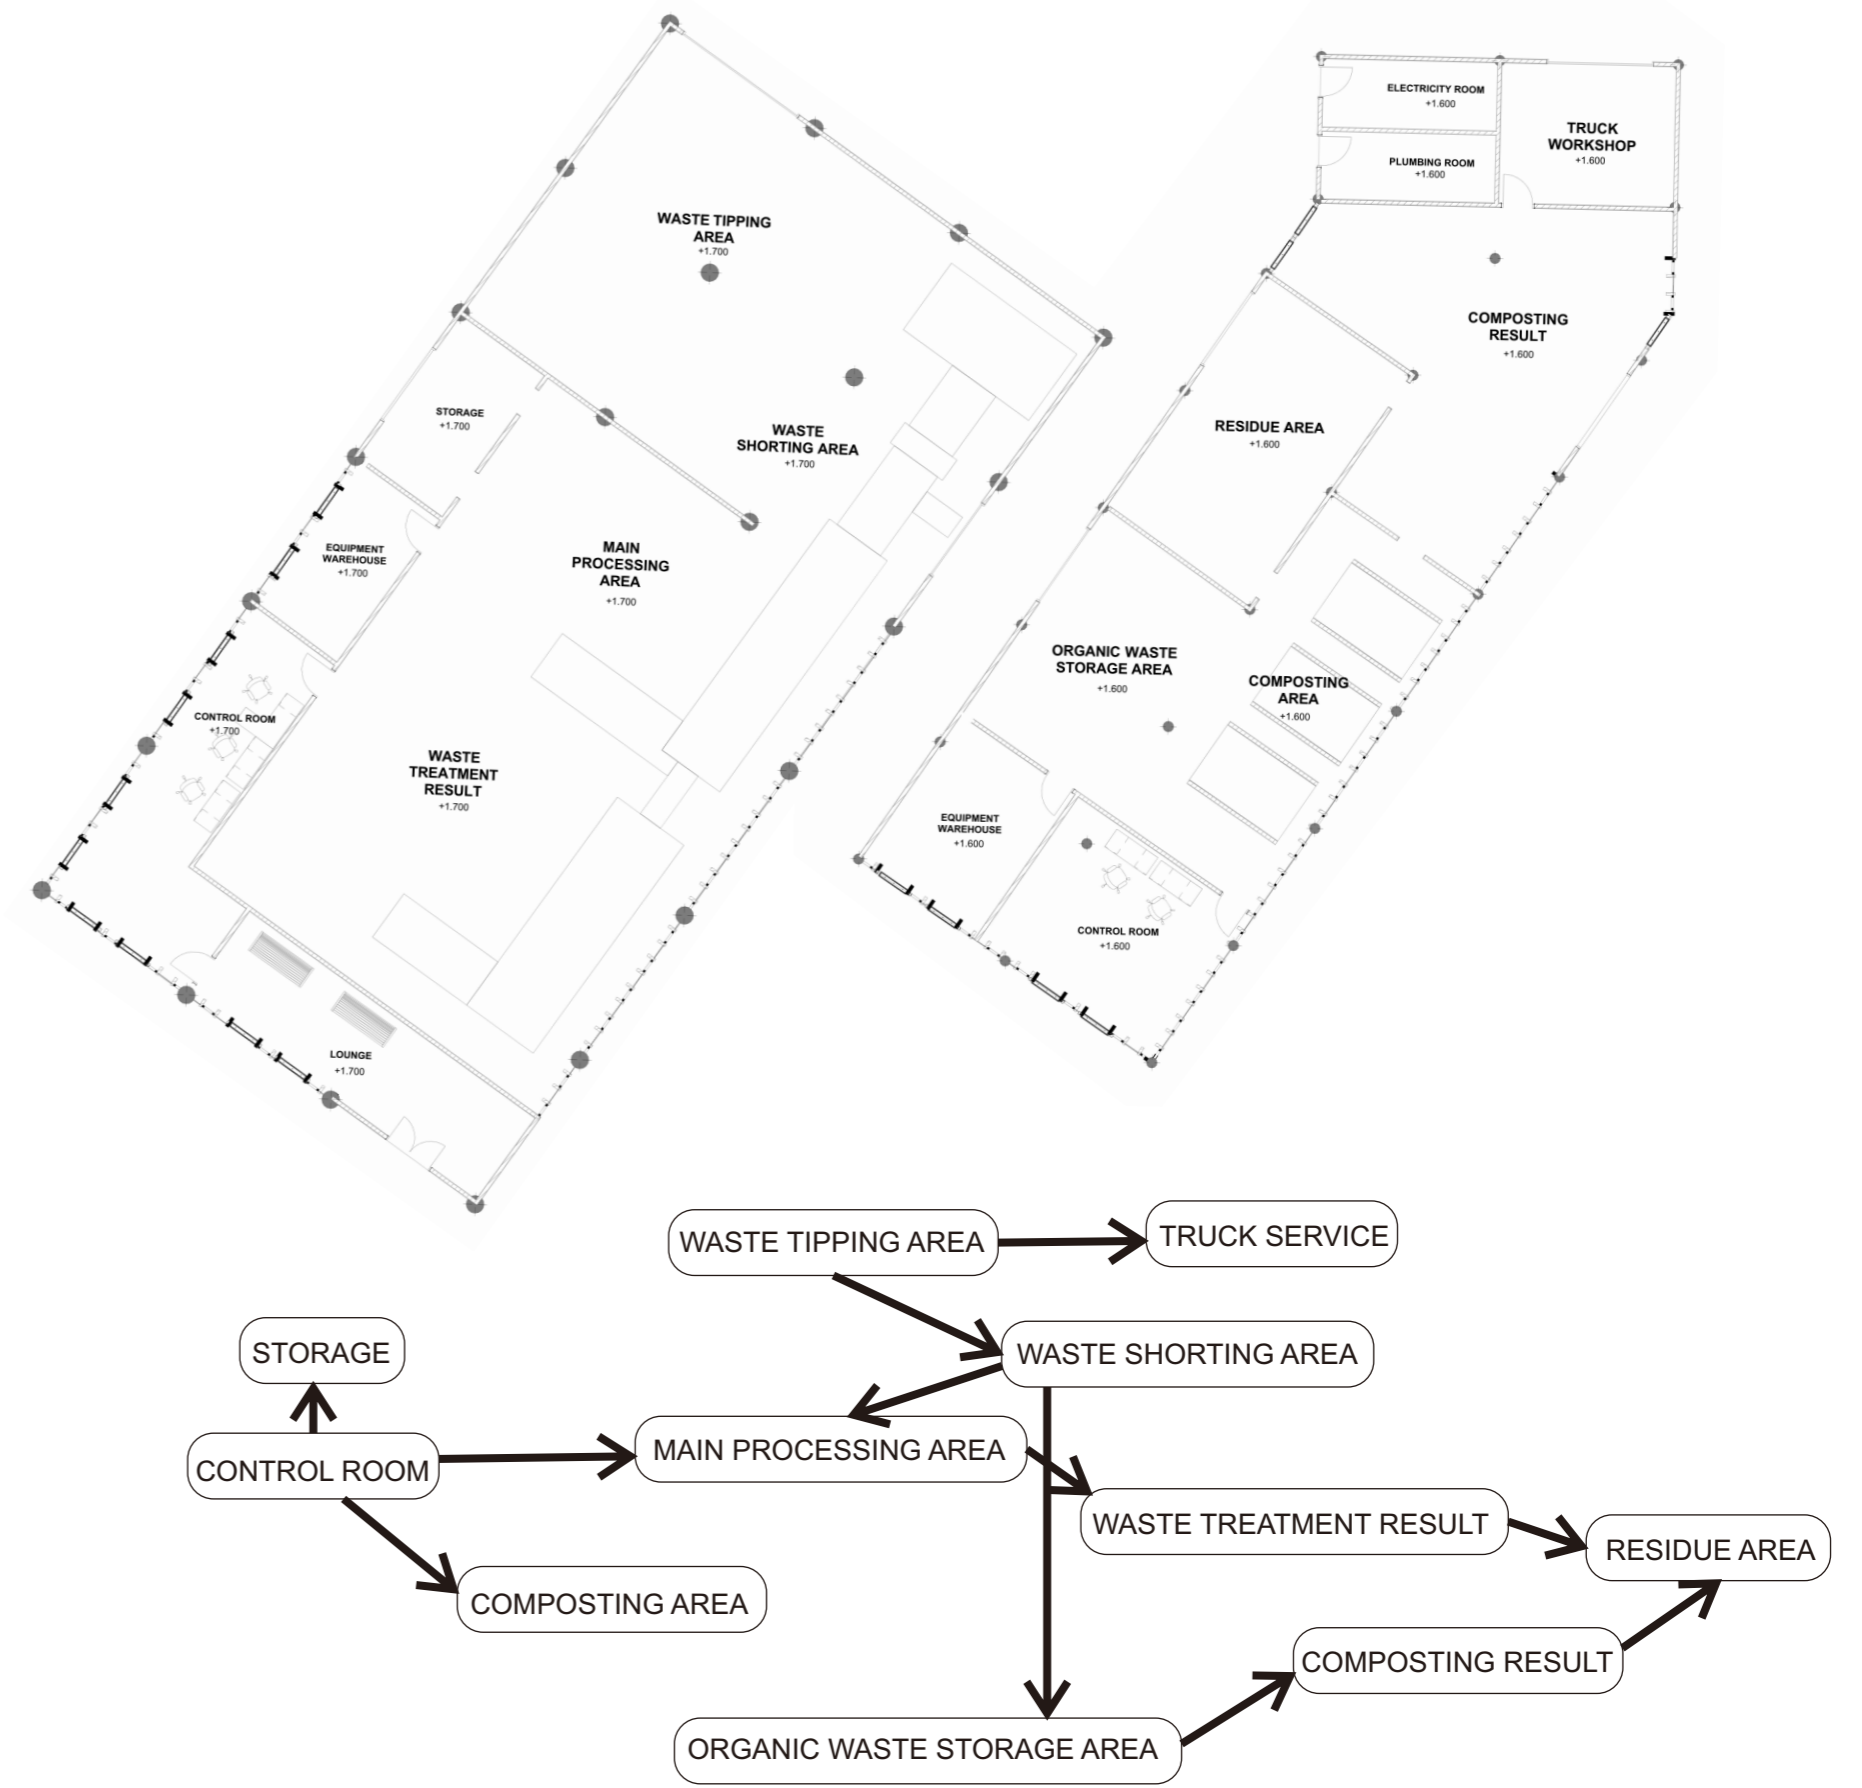 WASTE TIPPING
AREA
+1.700
STORAGE
+1.700
WASTE
SHORTING AREA
+1.700
EQUIPMENT
WAREHOUSE
+1.700
MAIN
PROCESSING
AREA
+1.700
CONTROL ROOM
+1.700
WASTE
TREATMENT
RESULT
+1.700
LOUNGE
+1.700
ELECTRICITY ROOM
+1.600
PLUMBING ROOM
+1.600
TRUCK
WORKSHOP
+1.600
COMPOSTING
RESULT
+1.600
RESIDUE AREA
+1.600
ORGANIC WASTE
STORAGE AREA
+1.600
COMPOSTING
AREA
+1.600
EQUIPMENT
WAREHOUSE
+1.600
CONTROL ROOM
+1.600
WASTE TIPPING AREA
TRUCK SERVICE
STORAGE
WASTE SHORTING AREA
CONTROL ROOM
MAIN PROCESSING AREA
WASTE TREATMENT RESULT
RESIDUE AREA
COMPOSTING AREA
COMPOSTING RESULT
ORGANIC WASTE STORAGE AREA